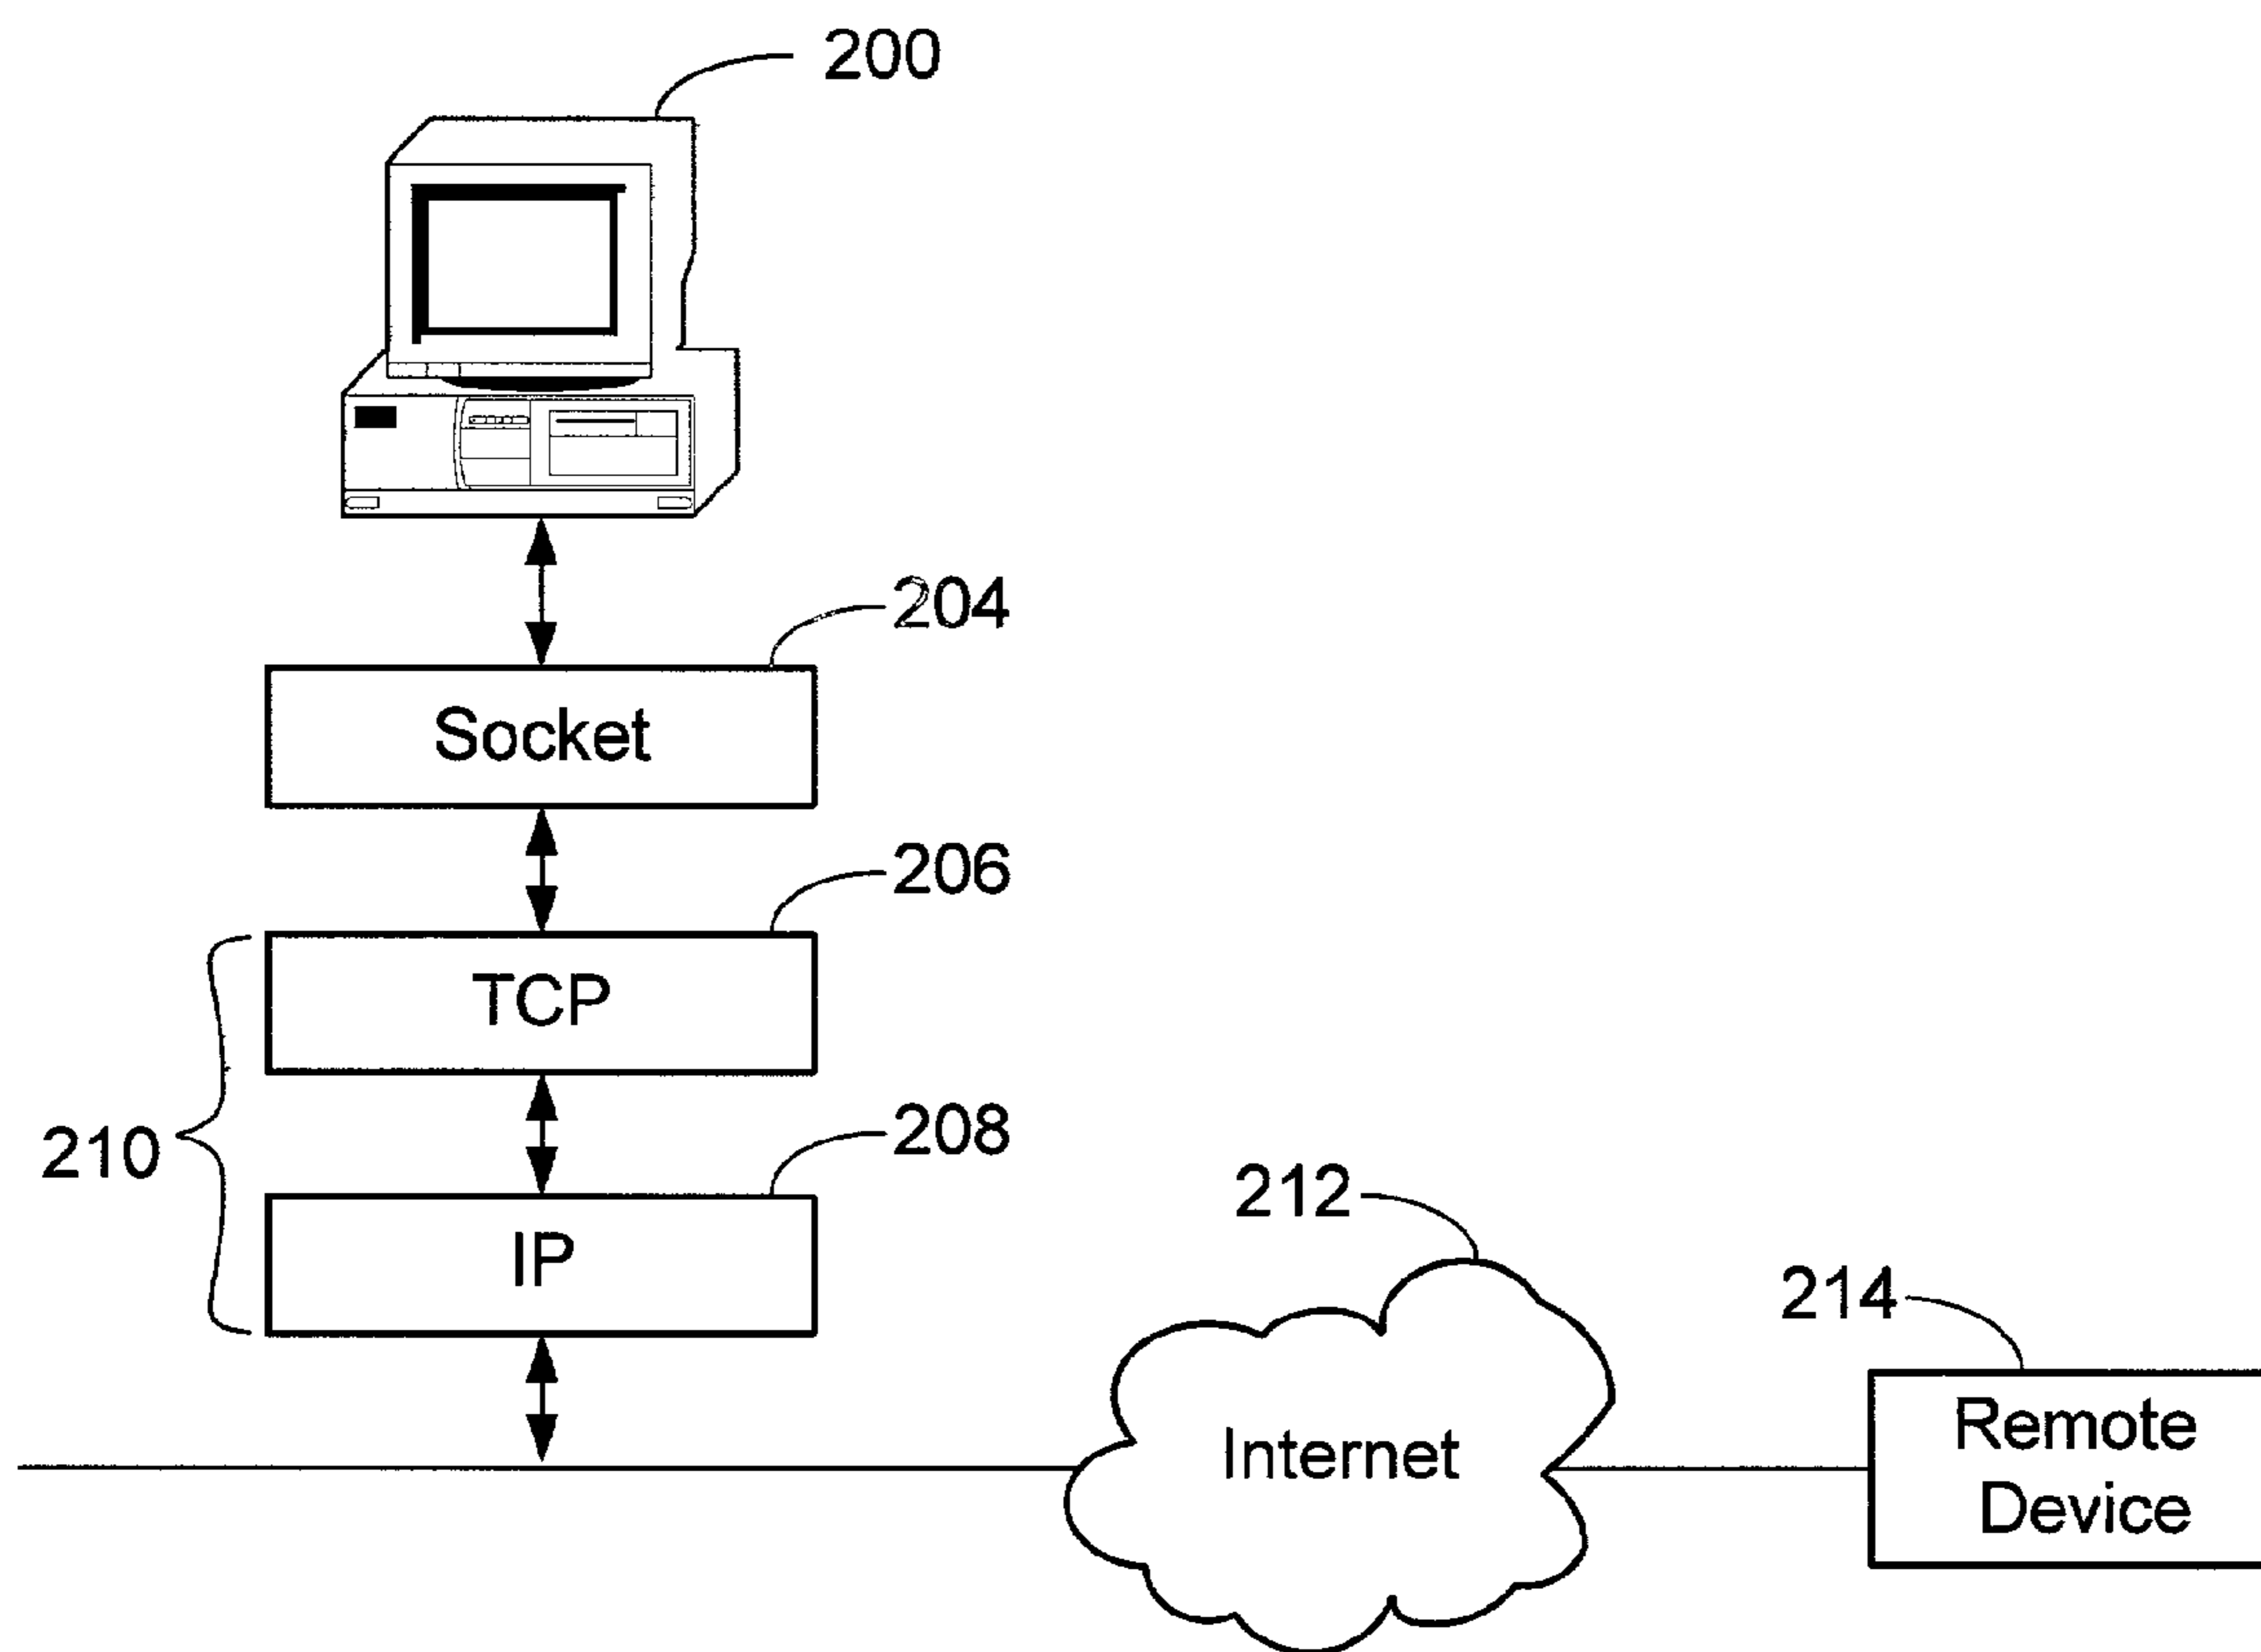 200
204
Socket
206
TCP
210
208
IP
212
214
Internet
Remote
Device